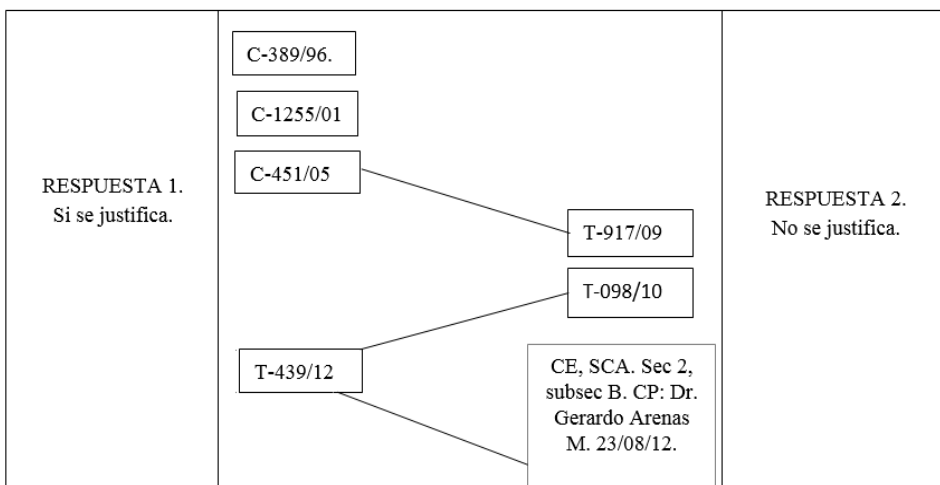 C-389/96.
C-1255/01
C-451/05
RESPUESTA 1.
Si se justifica.
RESPUESTA 2.
No se justifica.
T-917/09
T-098/10
T-439/12
CE, SCA. Sec 2,
subsec B. CP: Dr.
Gerardo Arenas
M. 23/08/12.